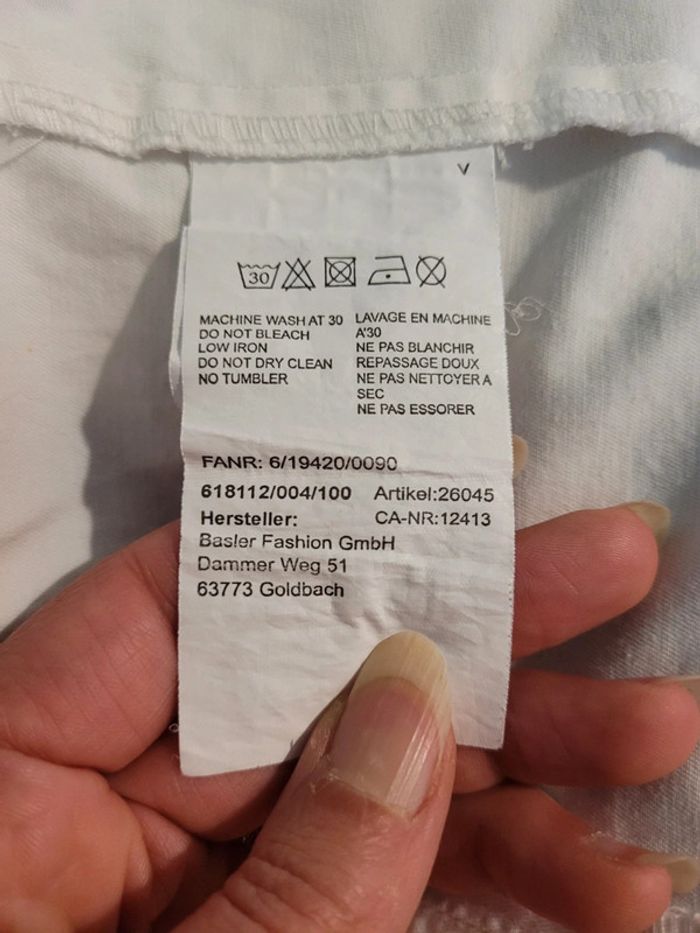 V
30
MACHINE WASH AT 30
DO NOT BLEACH
LOW IRON
DO NOT DRY CLEAN
NO TUMBLER
LAVAGE EN MACHINE
A'30
NE PAS BLANCHIR
REPASSAGE DOUX
NE PAS NETTOYER A
SEC
NE PAS ESSORER
FANR: 6/19420/0090
618112/004/100 Artikel:26045
Hersteller: CA-NR:12413
Basler Fashion GmbH
Dammer Weg 51
63773 Goldbach